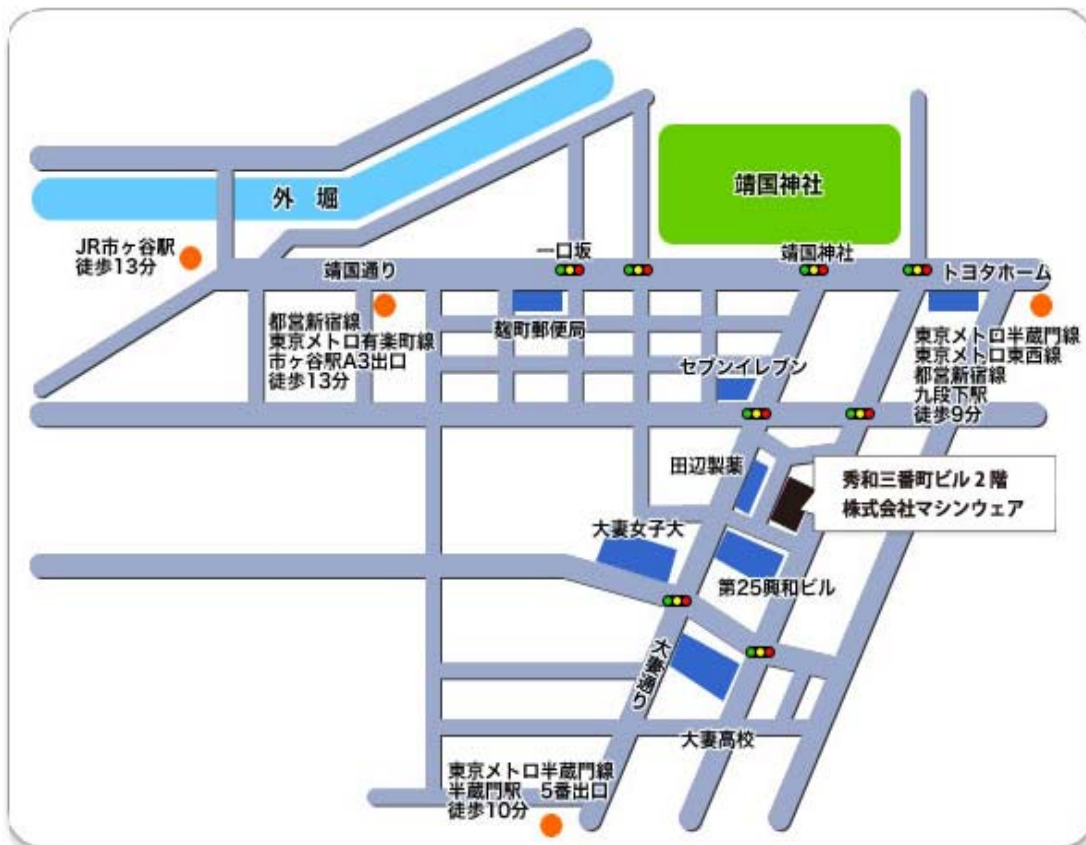 靖国神社
外　堀
JR市ヶ谷駅
徒歩13分
一口坂
靖国神社
靖国通り
トヨタホーム
都営新宿線
東京メトロ有楽町線
市ヶ谷駅A3出口
徒歩13分
麹町郵便局
東京メトロ半蔵門線
東京メトロ東西線
都営新宿線
九段下駅
徒歩9分
セブンイレブン
田辺製薬
秀和三番町ビル2階
株式会社マシンウェア
大妻女子大
第25興和ビル
大妻通り
大妻高校
東京メトロ半蔵門線
半蔵門駅　5番出口
徒歩10分